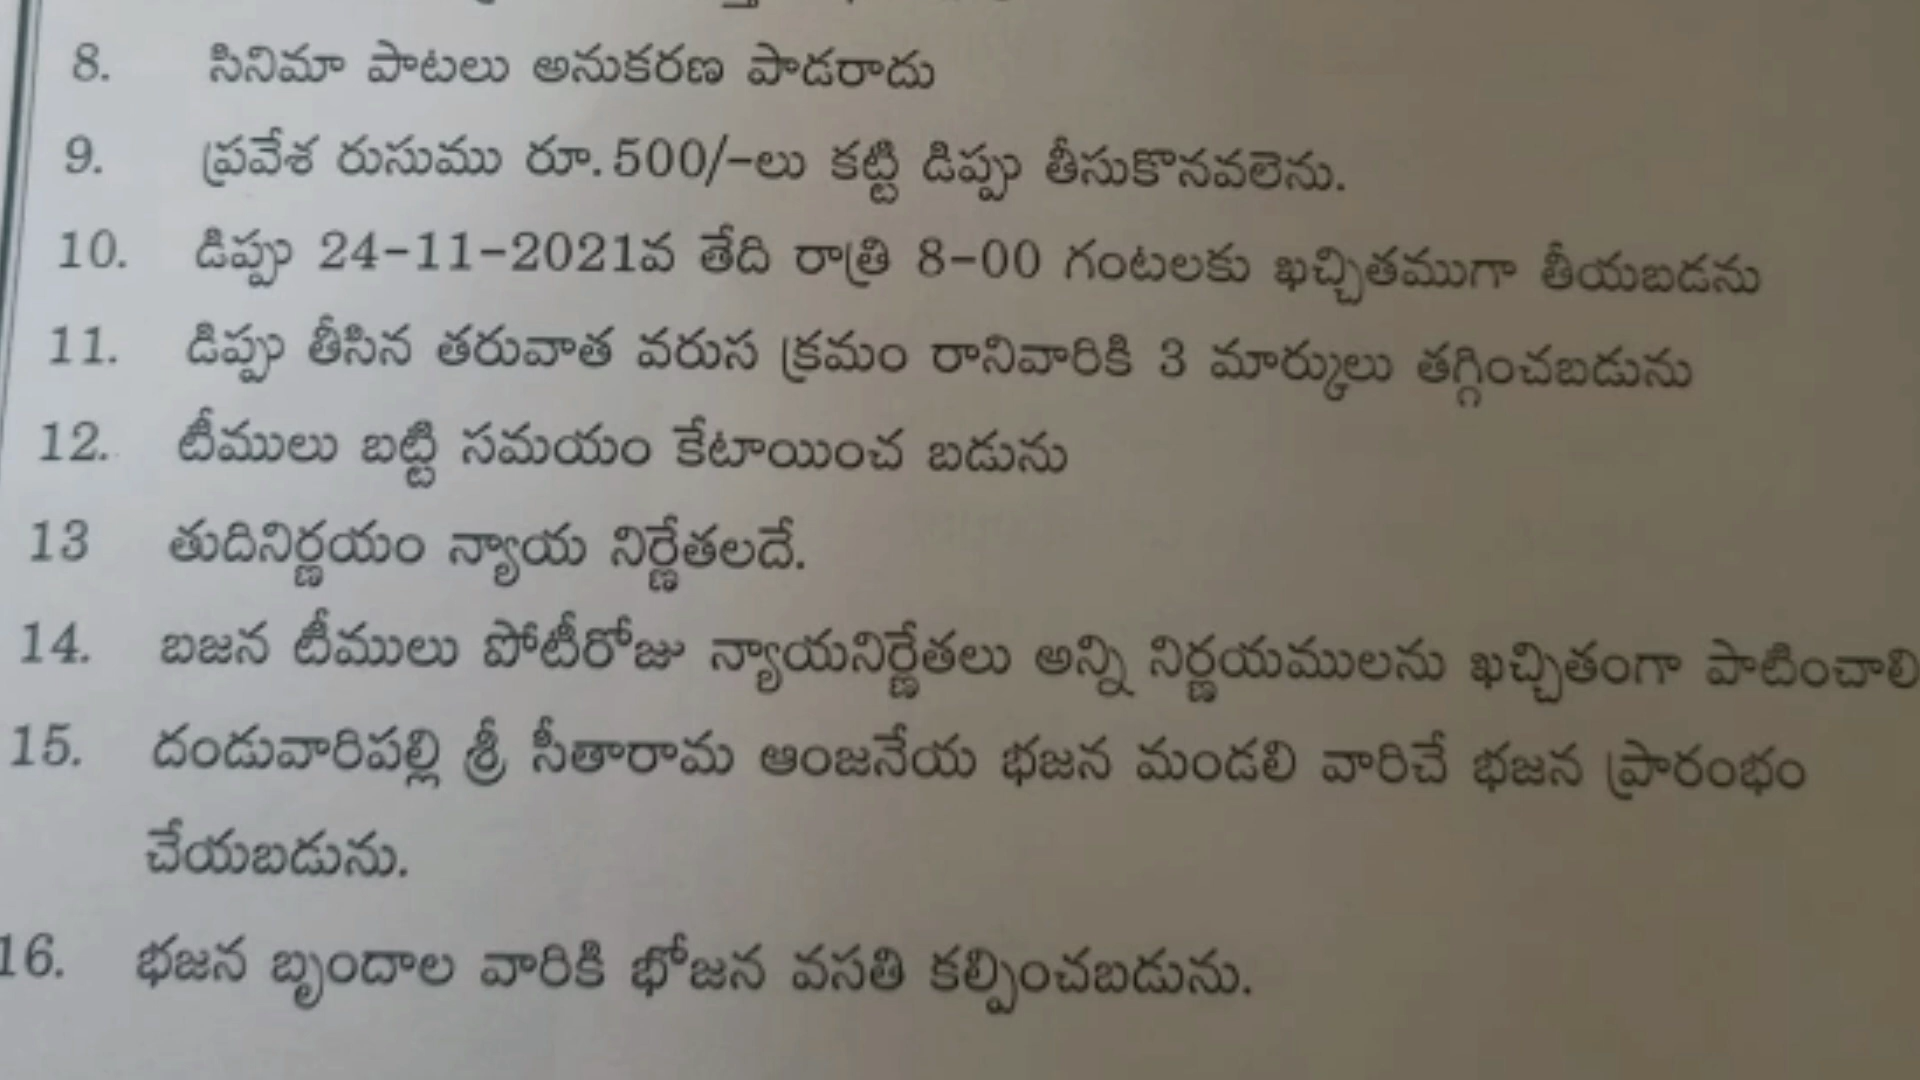 8. సినిమా పాటలు అనుకరణ పాడరాదు
9. ప్రవేశ రుసుము రూ.500/-లు కట్టి డిప్పు తీసుకొనవలెను.
10. డిప్పు 24-11-2021వ తేది రాత్రి 8-00 గంటలకు ఖచ్చితముగా తీయబడను
11. డిప్పు తీసిన తరువాత వరుస క్రమం రానివారికి 3 మార్కులు తగ్గించబడును
12. టీములు బట్టి సమయం కేటాయించ బడును
13 తుదినిర్ణయం న్యాయ నిర్ణేతలదే.
14. బజన టీములు పోటీరోజు న్యాయనిర్ణేతలు అన్ని నిర్ణయములను ఖచ్చితంగా పాటించాలి
15. దండువారిపల్లి శ్రీ సీతారామ ఆంజనేయ భజన మండలి వారిచే భజన ప్రారంభం
చేయబడును.
16. భజన బృందాల వారికి భోజన వసతి కల్పించబడును.